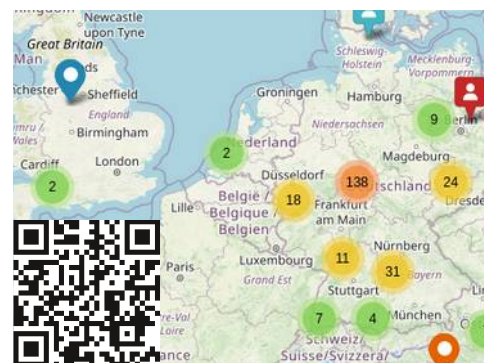 Newcastle
upon Tyne
Great Britain
Man
Sheffield
England
Birmingham
Wales
Cardiff
London
2
Schleswig-
Holstein
Mecklenburg-
Vorpommern
Groningen
Hamburg
Niedersachsen
9
Berlin
2
Magdeburg
Düsseldorf
138
24
18
België /
Belgique /
Belgien
Lille
Frankfurt
am Main
Luxembourg
Nürnberg
11
31
Bayern
Paris
Grand Est
Stuttgart
7
4
München
Schweiz/
Suisse/Svizzera/